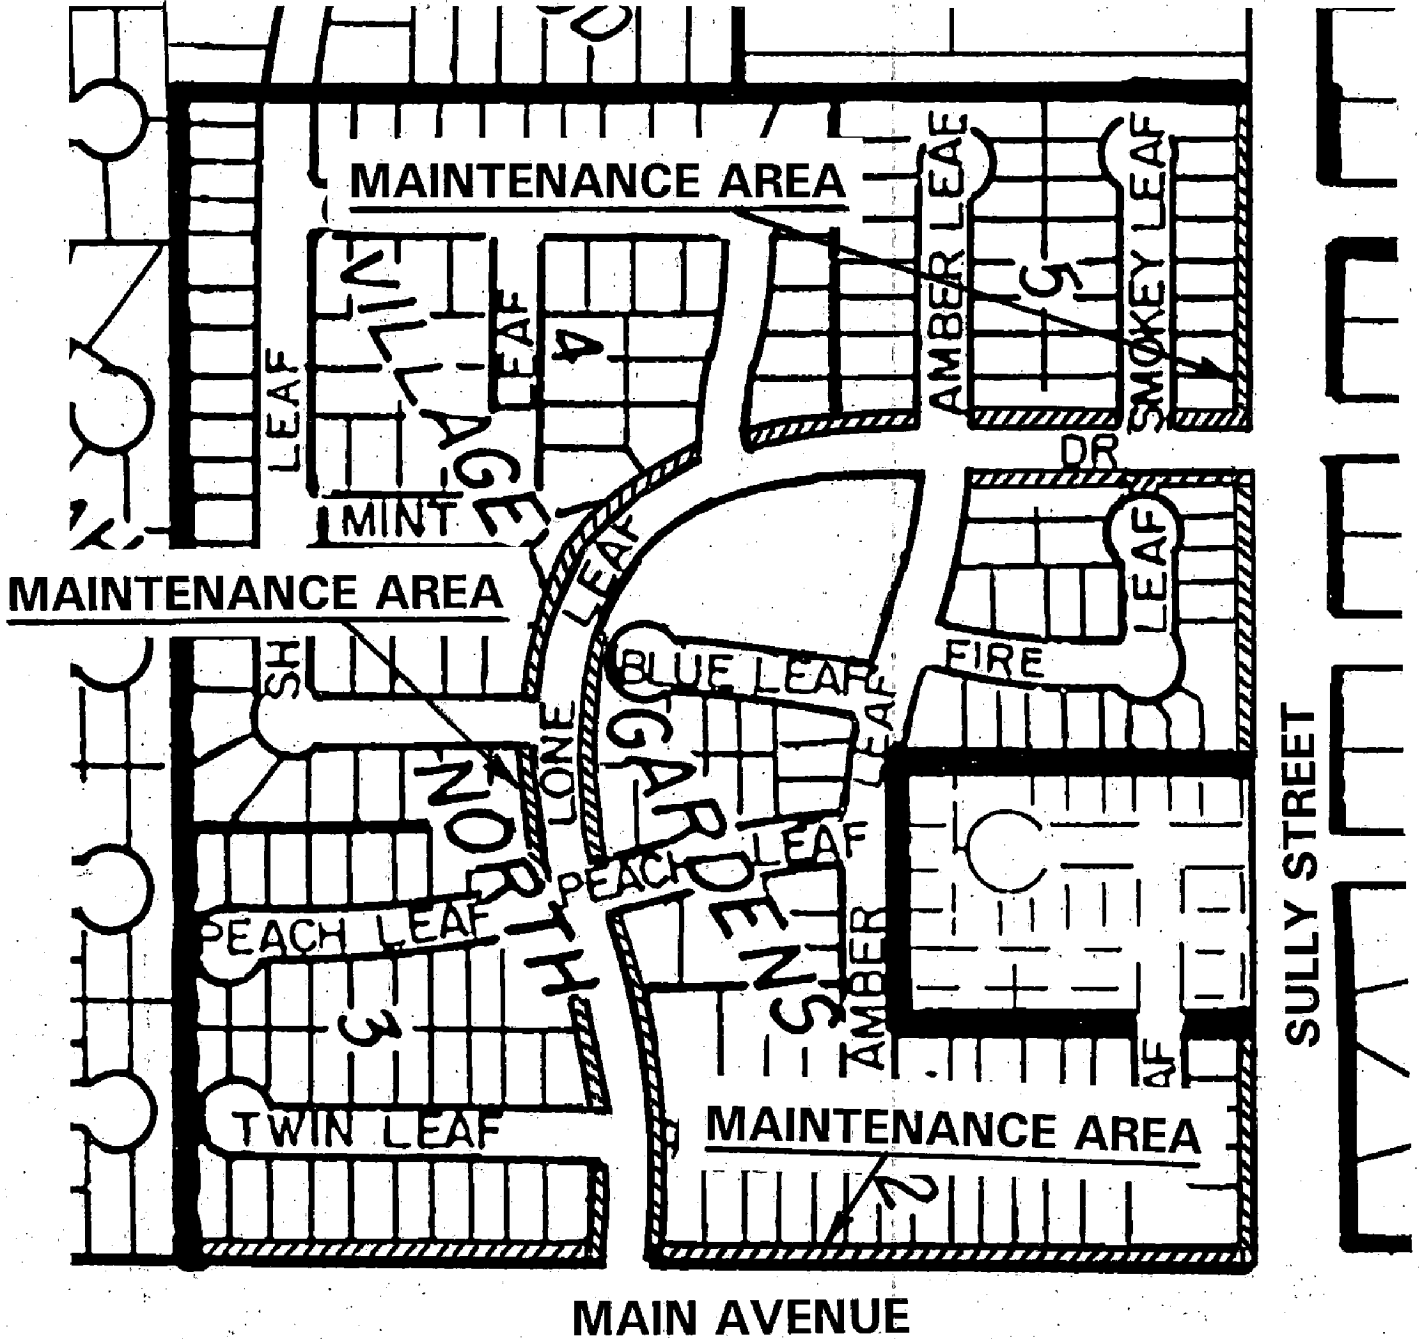 MAINTENANCE AREA
AMBER LEAF
SMOKEY LEAF
5
VILLAGE
LEAF
4
LEAF
DR
MINT
LEAF
LEAF
MAINTENANCE AREA
SH
BLUE LEAF
FIRE
LONE
GARDENS
LEAF
NORTH
SULLY STREET
PEACH LEAF
PEACH LEAF
AMBER
3
AF
TWIN LEAF
MAINTENANCE AREA
2
MAIN AVENUE